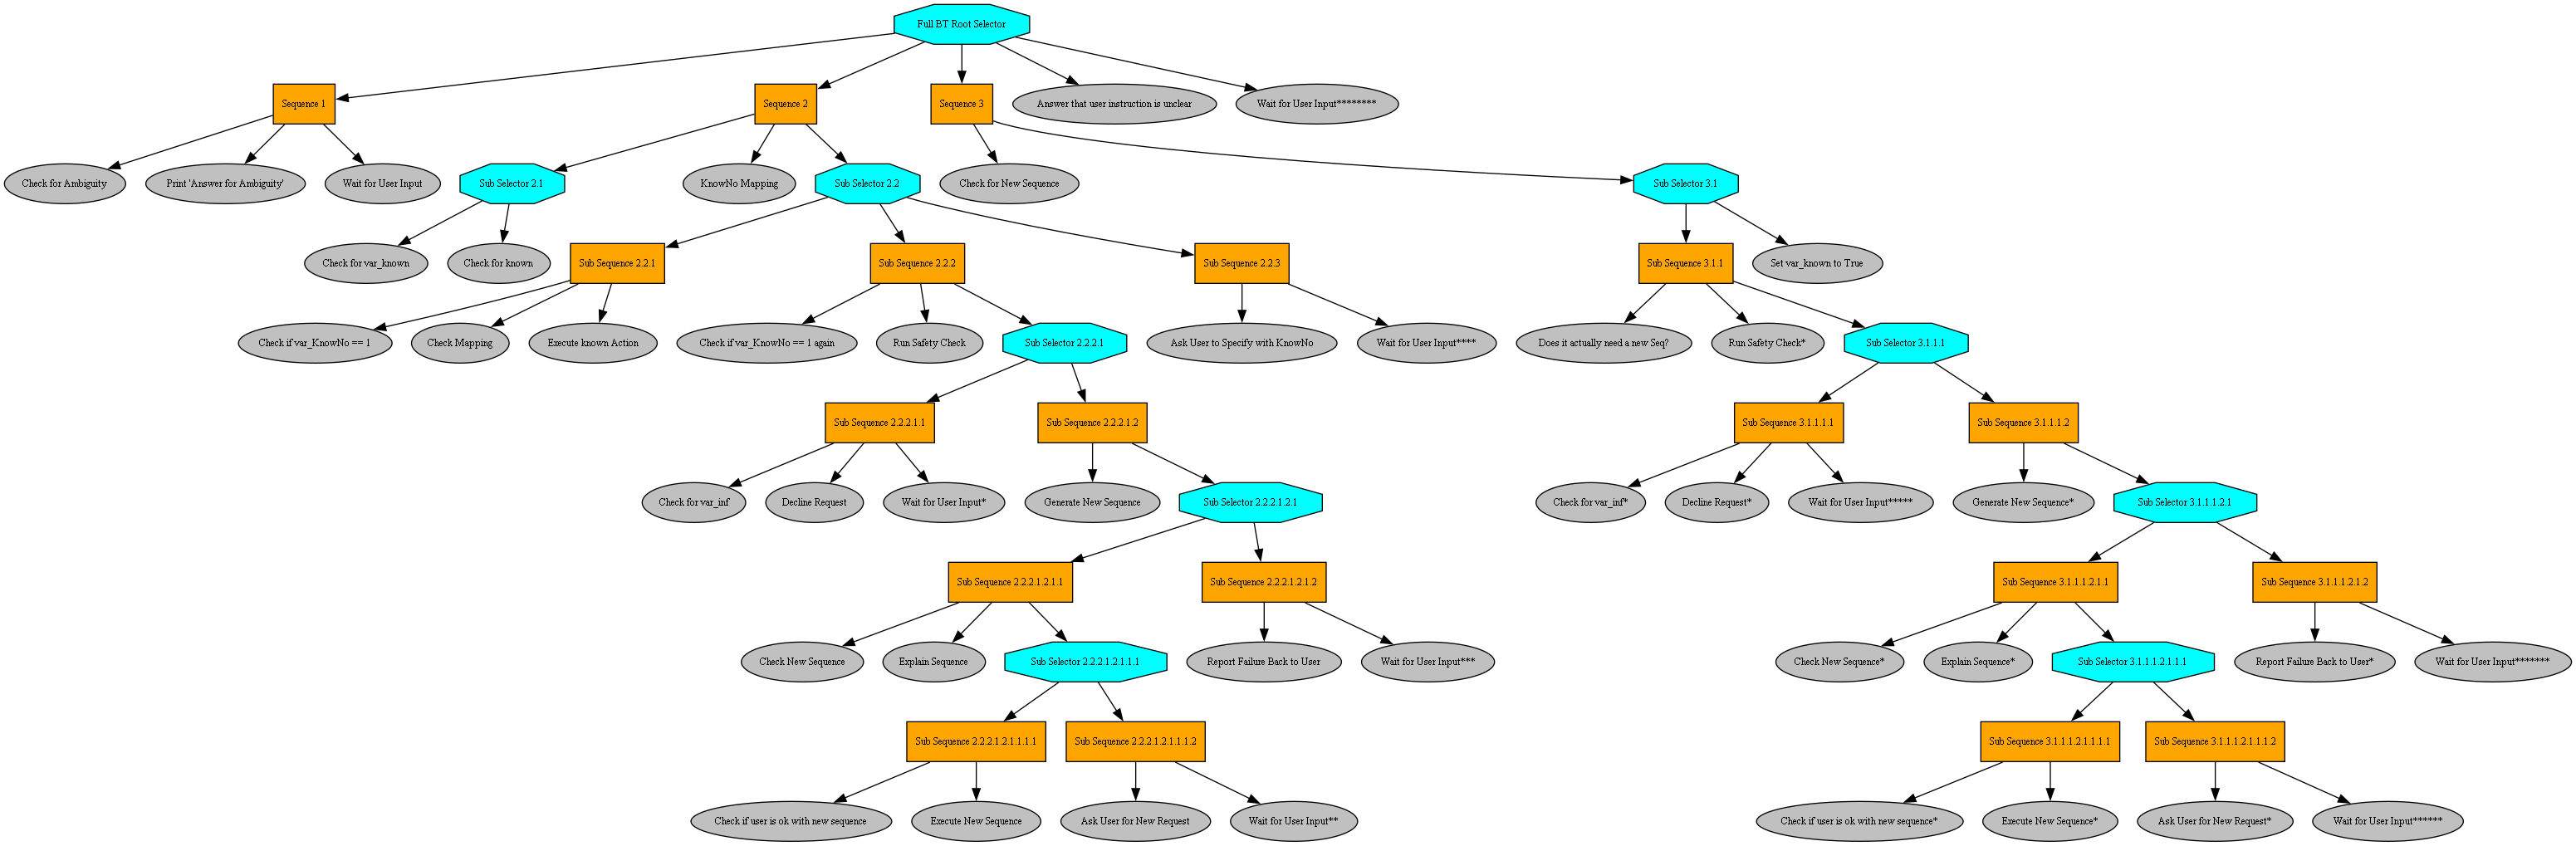 Full BT Root Selector
Sequence 1
Sequence 2
Sequence 3
Answer that user instruction is unclear
Wait for User Input********
Check for Ambiguity
Print 'Answer for Ambiguity'
Wait for User Input
Sub Selector 2.1
KnowNo Mapping
Sub Selector 2.2
Check for New Sequence
Sub Selector 3.1
Check for var_known
Check for known
Sub Sequence 2.2.1
Sub Sequence 2.2.2
Sub Sequence 2.2.3
Sub Sequence 3.1.1
Set var_known to True
Check if var_KnowNo == 1
Check Mapping
Execute known Action
Check if var_KnowNo == 1 again
Run Safety Check
Sub Selector 2.2.2.1
Ask User to Specify with KnowNo
Wait for User Input****
Does it actually need a new Seq?
Run Safety Check*
Sub Selector 3.1.1.1
Sub Sequence 2.2.2.1.1
Sub Sequence 2.2.2.1.2
Sub Sequence 3.1.1.1.1
Sub Sequence 3.1.1.1.2
Check for var_inf
Decline Request
Wait for User Input*
Generate New Sequence
Sub Selector 2.2.2.1.2.1
Check for var_inf*
Decline Request*
Wait for User Input*****
Generate New Sequence*
Sub Selector 3.1.1.1.2.1
Sub Sequence 2.2.2.1.2.1.1
Sub Sequence 2.2.2.1.2.1.2
Sub Sequence 3.1.1.1.2.1.1
Sub Sequence 3.1.1.1.2.1.2
Check New Sequence
Explain Sequence
Sub Selector 2.2.2.1.2.1.1.1
Report Failure Back to User
Wait for User Input***
Check New Sequence*
Explain Sequence*
Sub Selector 3.1.1.1.2.1.1.1
Report Failure Back to User*
Wait for User Input*******
Sub Sequence 2.2.2.1.2.1.1.1.1
Sub Sequence 2.2.2.1.2.1.1.1.2
Sub Sequence 3.1.1.1.2.1.1.1.1
Sub Sequence 3.1.1.1.2.1.1.1.2
Check if user is ok with new sequence
Execute New Sequence
Ask User for New Request
Wait for User Input**
Check if user is ok with new sequence*
Execute New Sequence*
Ask User for New Request*
Wait for User Input******